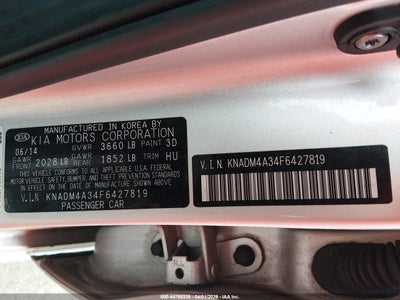 MANUFACTURED IN KOREA BY
KIA KIA MOTORS CORPORATION
06/14 GVWR 3660 LB PAINT 3D
GAWR FRONT 2028 LB GAWR REAR 1852 LB TRIM HU
THIS VEHICLE CONFORMS TO ALL APPLICABLE U.S.A FEDERAL
MOTOR VEHICLE SAFETY, BUMPER, AND THEFT PREVENTION
STANDARDS IN EFFECT ON THE DATE OF MANUFACTURE
SHOWN ABOVE.
V.I.N KNADM4A34F6427819
PASSENGER CAR
V.I.N. KNADM4A34F6427819